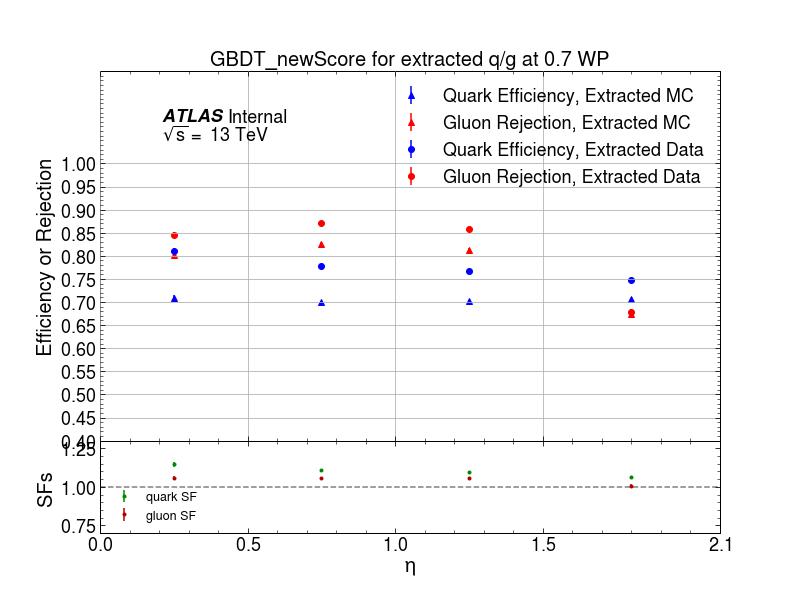 GBDT_newScore for extracted q/g at 0.7 WP
ATLAS Internal
√s = 13 TeV
Quark Efficiency, Extracted MC
Gluon Rejection, Extracted MC
Quark Efficiency, Extracted Data
Gluon Rejection, Extracted Data
Efficiency or Rejection
1.00
0.95
0.90
0.85
0.80
0.75
0.70
0.65
0.60
0.55
0.50
0.45
0.40
SFs
1.25
1.00
0.75
quark SF
gluon SF
0.0 0.5 1.0 1.5 2.1
η